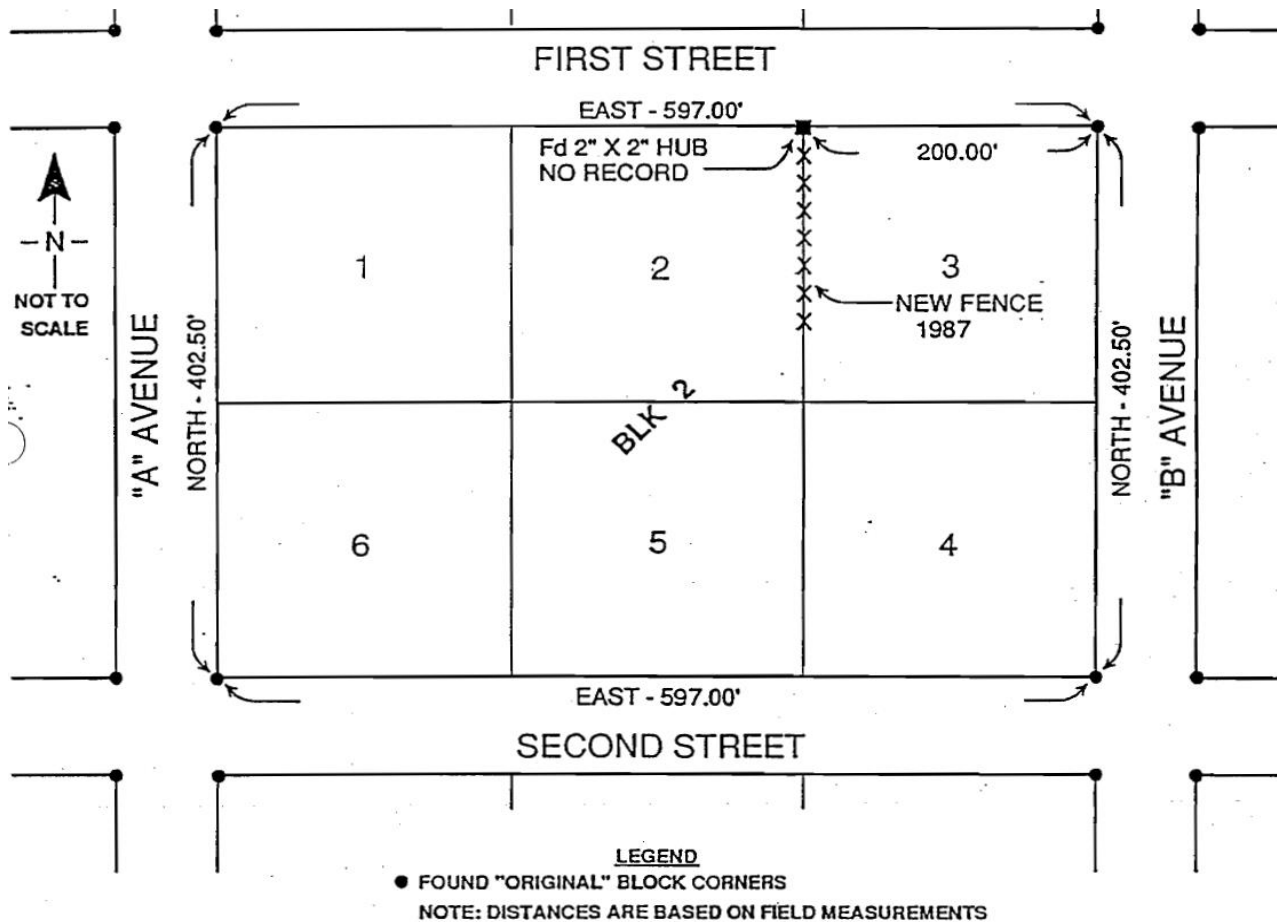 FIRST STREET
EAST - 597.00'
Fd 2" X 2" HUB
NO RECORD
200.00'
- N -
NOT TO
SCALE
1
2
3
NEW FENCE
1987
"A" AVENUE
NORTH - 402.50'
BLK 2
NORTH - 402.50'
"B" AVENUE
6
5
4
EAST - 597.00'
SECOND STREET
LEGEND
FOUND "ORIGINAL" BLOCK CORNERS
NOTE: DISTANCES ARE BASED ON FIELD MEASUREMENTS